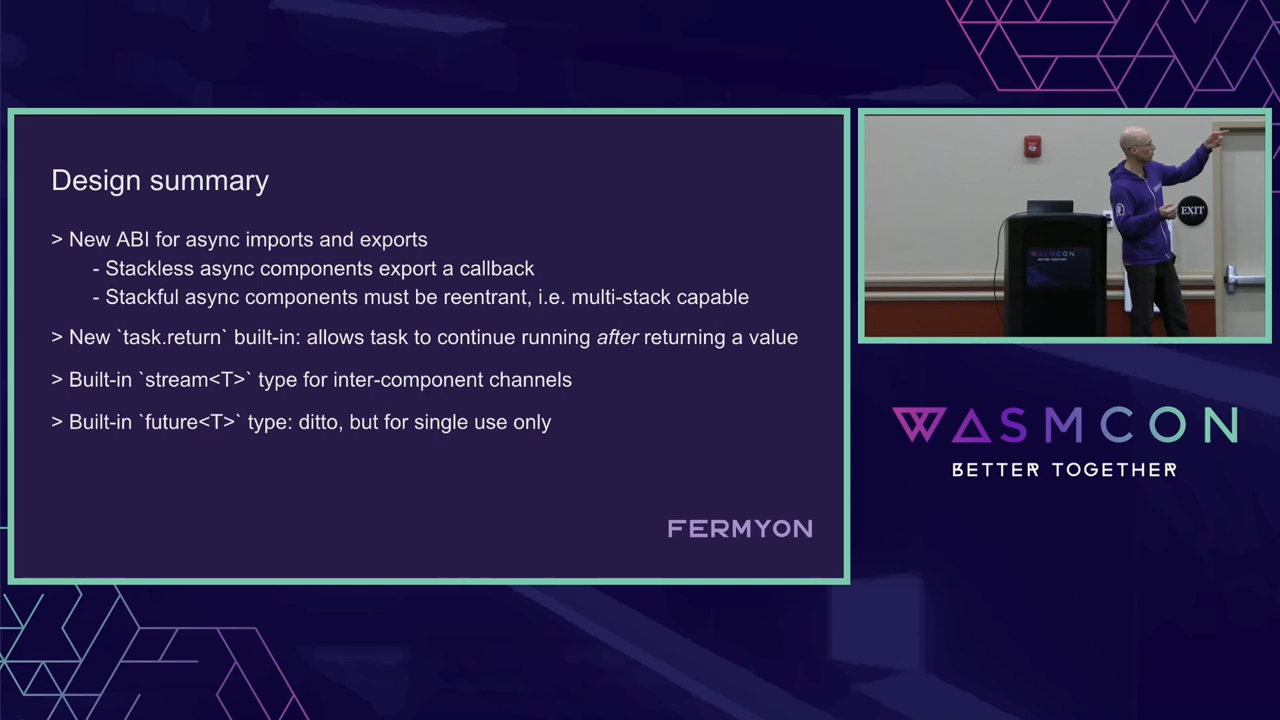 Design summary
> New ABI for async imports and exports
- Stackless async components export a callback
- Stackful async components must be reentrant, i.e. multi-stack capable
> New `task.return` built-in: allows task to continue running after returning a value
> Built-in `stream<T>` type for inter-component channels
> Built-in `future<T>` type: ditto, but for single use only
FERMYON
EXIT
WASMCON
BETTER TOGETHER
WASMCON
BETTER TOGETHER